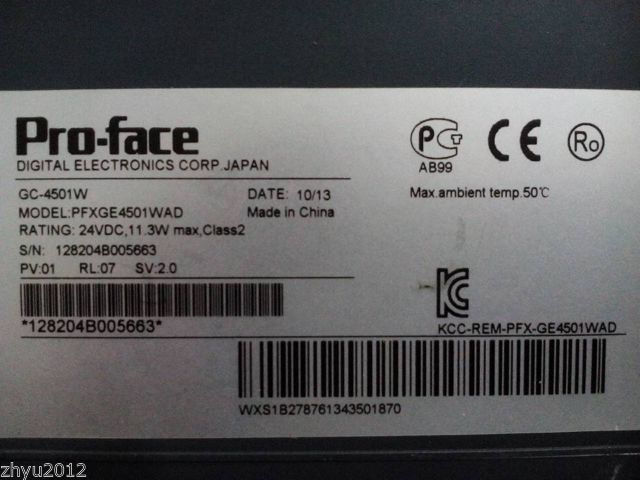 Pro-face
DIGITAL ELECTRONICS CORP.JAPAN
GC-4501W DATE: 10/13
MODEL:PFXGE4501WAD Made in China
RATING: 24VDC,11.3W max,Class2
S/N: 128204B005663
PV:01 RL:07 SV:2.0
*128204B005663*
PG
AB99
CE
Ro
Max.ambient temp.50℃
KC
KCC-REM-PFX-GE4501WAD
WXS1B278761343501870
zhyu2012